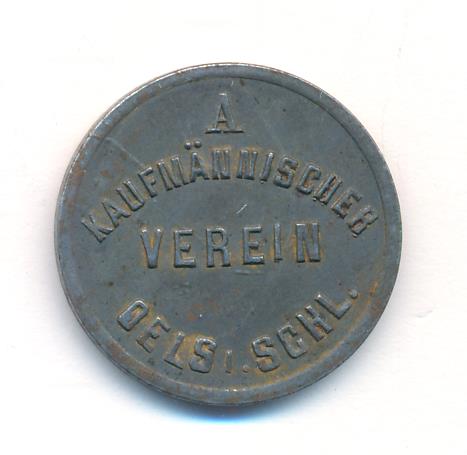 A
KAUFMÄNNISCHER
VEREIN
OELS I. SCHL.